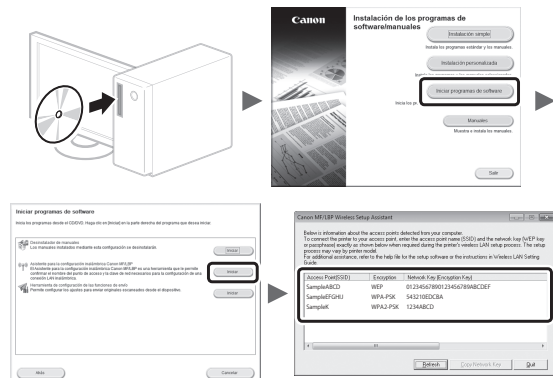 Canon
Instalación de los programas de
software/manuales
Instalación simple
Instala los programas estándar y los manuales.
Instalación personalizada
Iniciar programas de software
Inicia los pr
Manuales
Muestra e instala los manuales.
Salir
Iniciar programas de software
Inicia los programas desde el CD/DVD. Haga clic en [Iniciar] en la parte derecha del programa que desea iniciar.
Desinstalador de manuales
Los manuales instalados mediante esta configuración se desinstalarán.
Iniciar
Asistente para la configuración inalámbrica Canon MF/LBP
El Asistente para la configuración inalámbrica Canon MF/LBP es una herramienta que le permite
confirmar el nombre del punto de acceso y la clave de red necesarios para la configuración de una
conexión LAN inalámbrica.
Iniciar
Herramienta de configuración de las funciones de envío
Permite configurar los ajustes para enviar originales escaneados desde el dispositivo.
Iniciar
Atrás
Cancelar
Canon MF/LBP Wireless Setup Assistant
Below is information about the access points detected from your computer.
To connect the printer to your access point, enter the access point name (SSID) and the network key (WEP key
or passphrase) exactly as shown below when required during the printer's wireless LAN setup process. The setup
process may vary by printer model.
For additional assistance, refer to the help file for the setup software or the instructions in Wireless LAN Setting
Guide.
Access Point(SSID) Encryption Network Key (Encryption Key)
SampleABCD WEP 01234567890123456789ABCDEF
SampleEFGHU WPA-PSK 543210EDCBA
SampleK WPA2-PSK 1234ABCD
Refresh Copy Network Key Quit